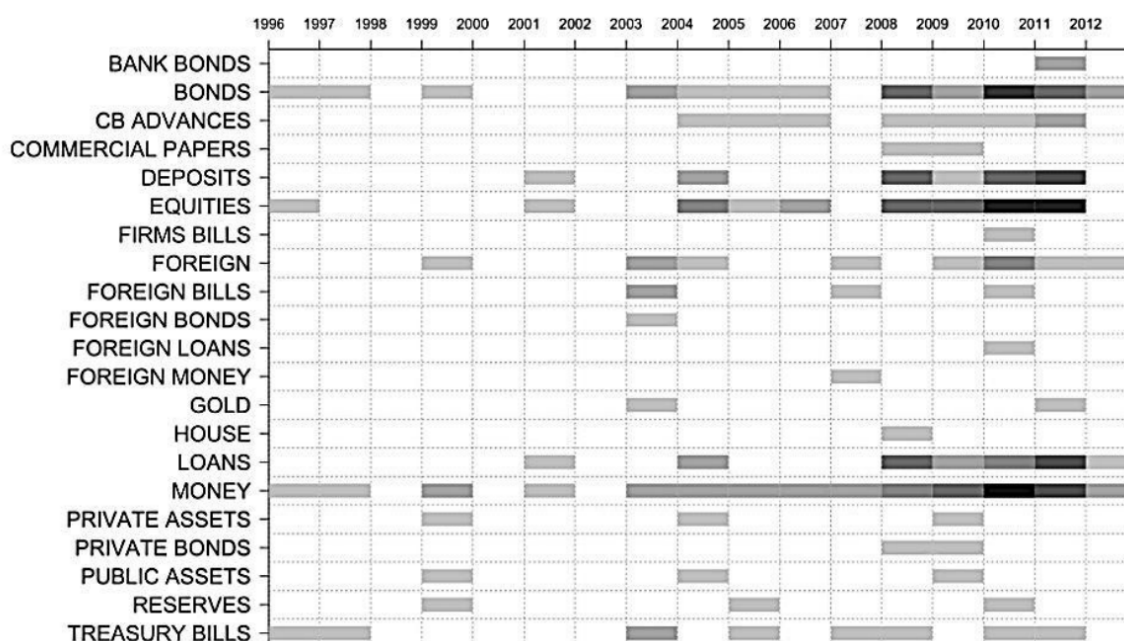 1996 1997 1998 1999 2000 2001 2002 2003 2004 2005 2006 2007 2008 2009 2010 2011 2012
BANK BONDS
BONDS
CB ADVANCES
COMMERCIAL PAPERS
DEPOSITS
EQUITIES
FIRMS BILLS
FOREIGN
FOREIGN BILLS
FOREIGN BONDS
FOREIGN LOANS
FOREIGN MONEY
GOLD
HOUSE
LOANS
MONEY
PRIVATE ASSETS
PRIVATE BONDS
PUBLIC ASSETS
RESERVES
TREASURY BILLS